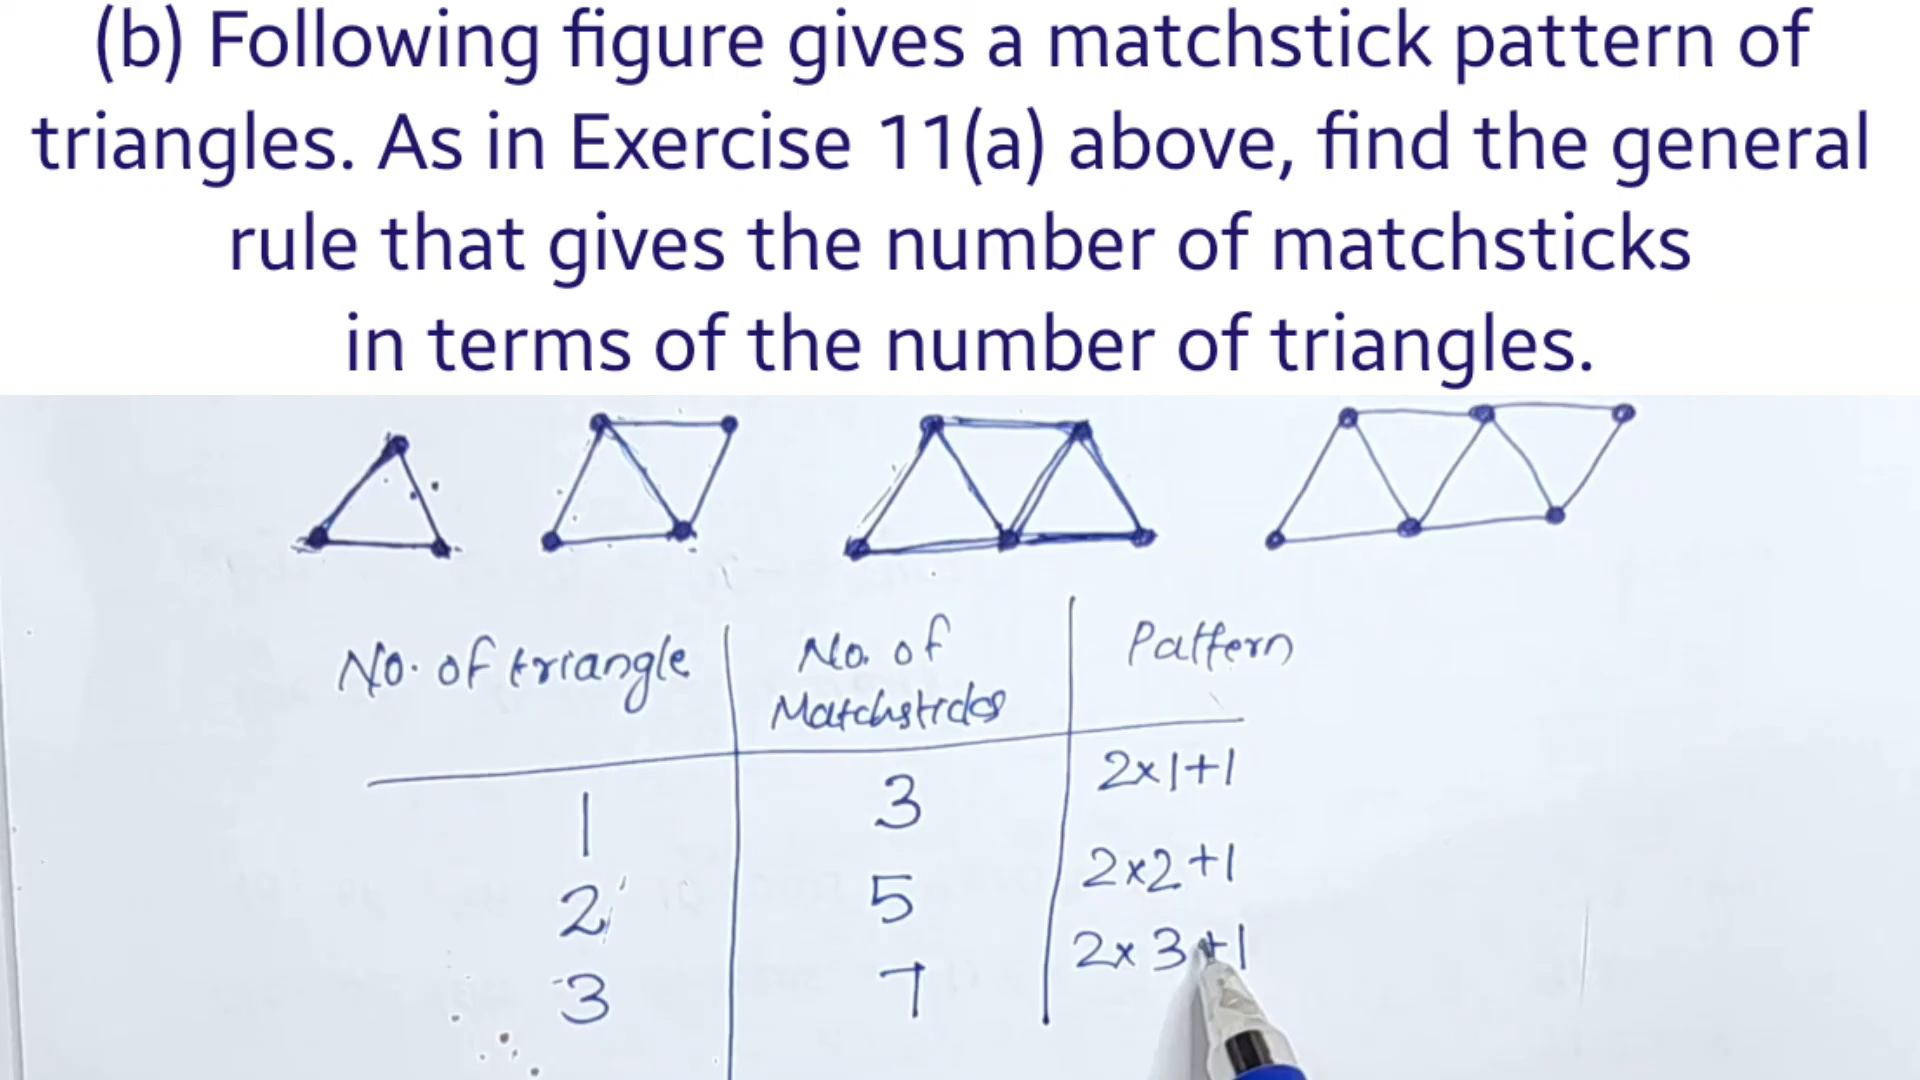 (b) Following figure gives a matchstick pattern of
triangles. As in Exercise 11(a) above, find the general
rule that gives the number of matchsticks
in terms of the number of triangles.
No. of triangle
No. of
Matchsticks
Pattern
1 3 2×1+1
2 5 2×2+1
3 7 2×3+1